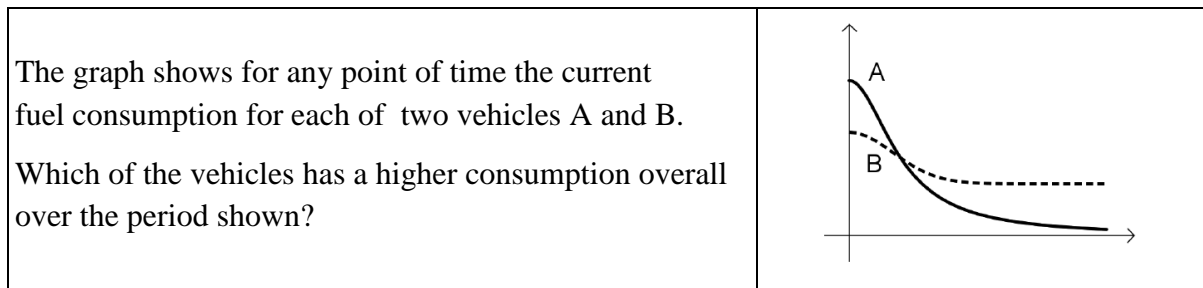 The graph shows for any point of time the current
fuel consumption for each of two vehicles A and B.
Which of the vehicles has a higher consumption overall
over the period shown?
A
B